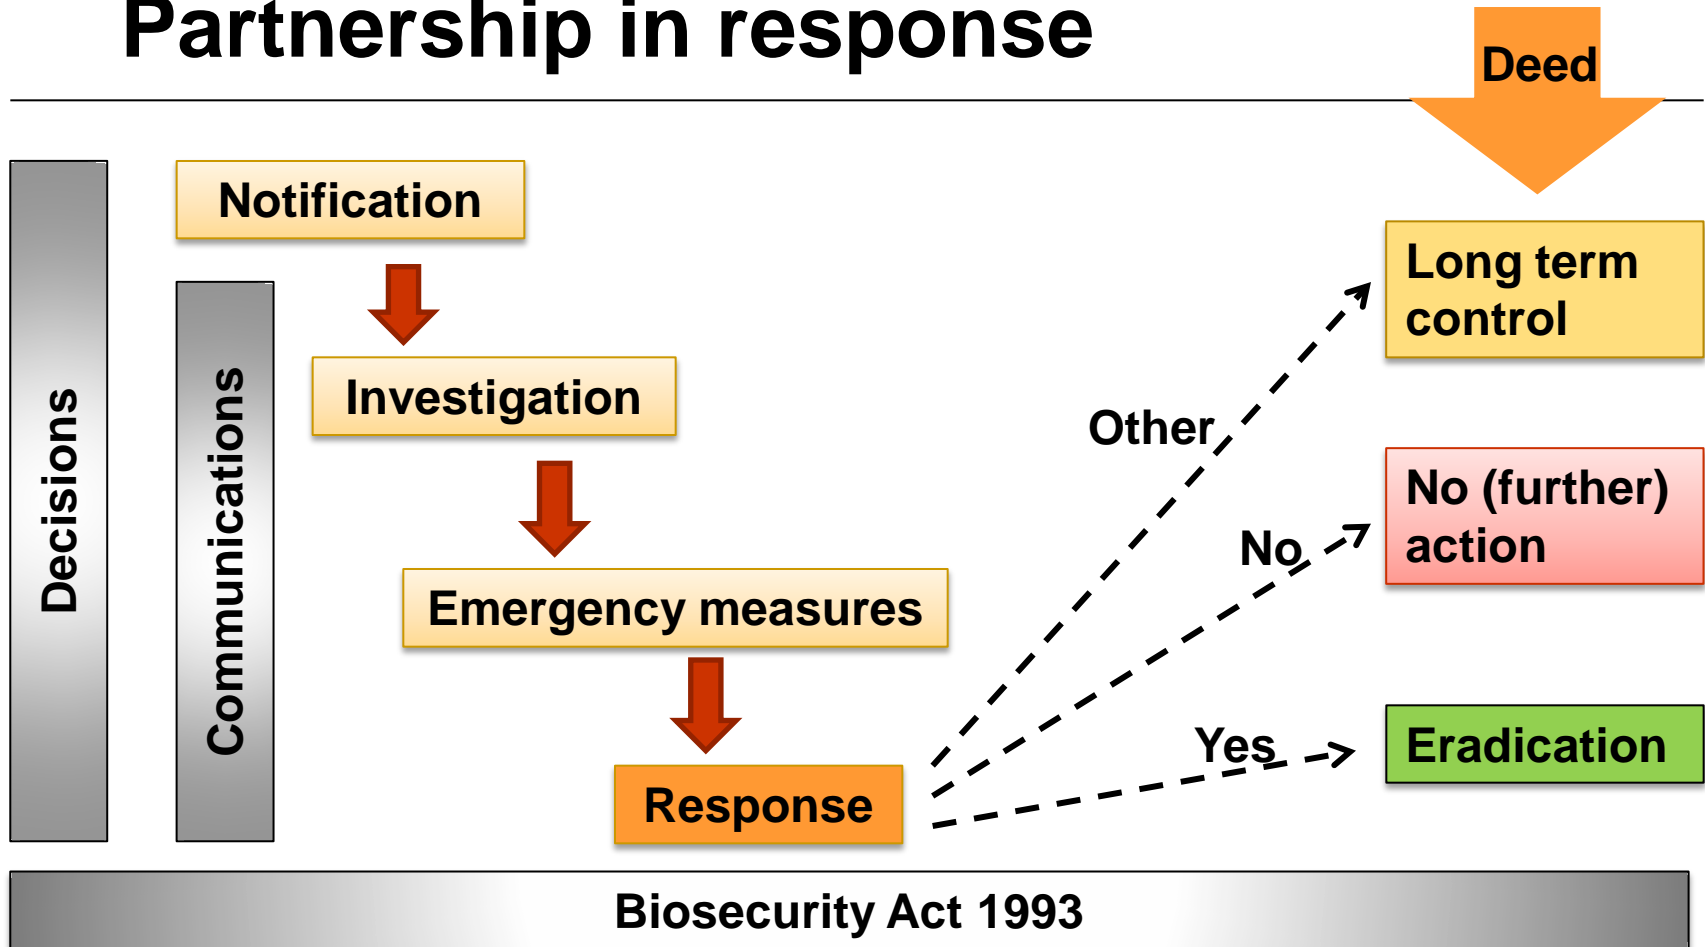 Partnership in response
Deed
Notification
Long term
control
Investigation
Other
Decisions
Communications
No (further)
action
No
Emergency measures
Yes
Eradication
Response
Biosecurity Act 1993